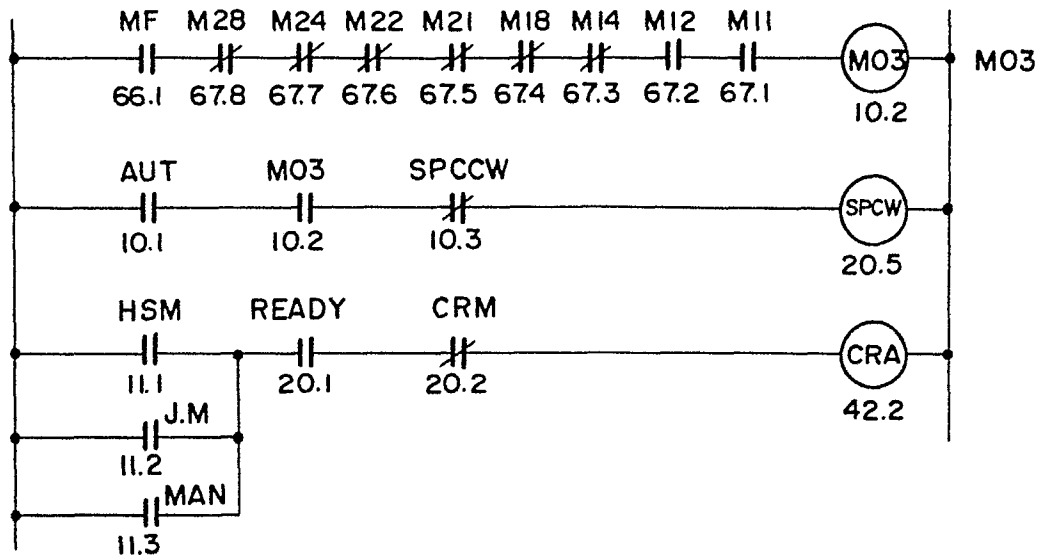 MF M28 M24 M22 M21 M18 M14 M12 M11
M03 M03
66.1 67.8 67.7 67.6 67.5 67.4 67.3 67.2 67.1
10.2
AUT M03 SPCCW
SPCW
10.1 10.2 10.3
20.5
HSM READY CRM
CRA
11.1 20.1 20.2
42.2
J.M
11.2
MAN
11.3